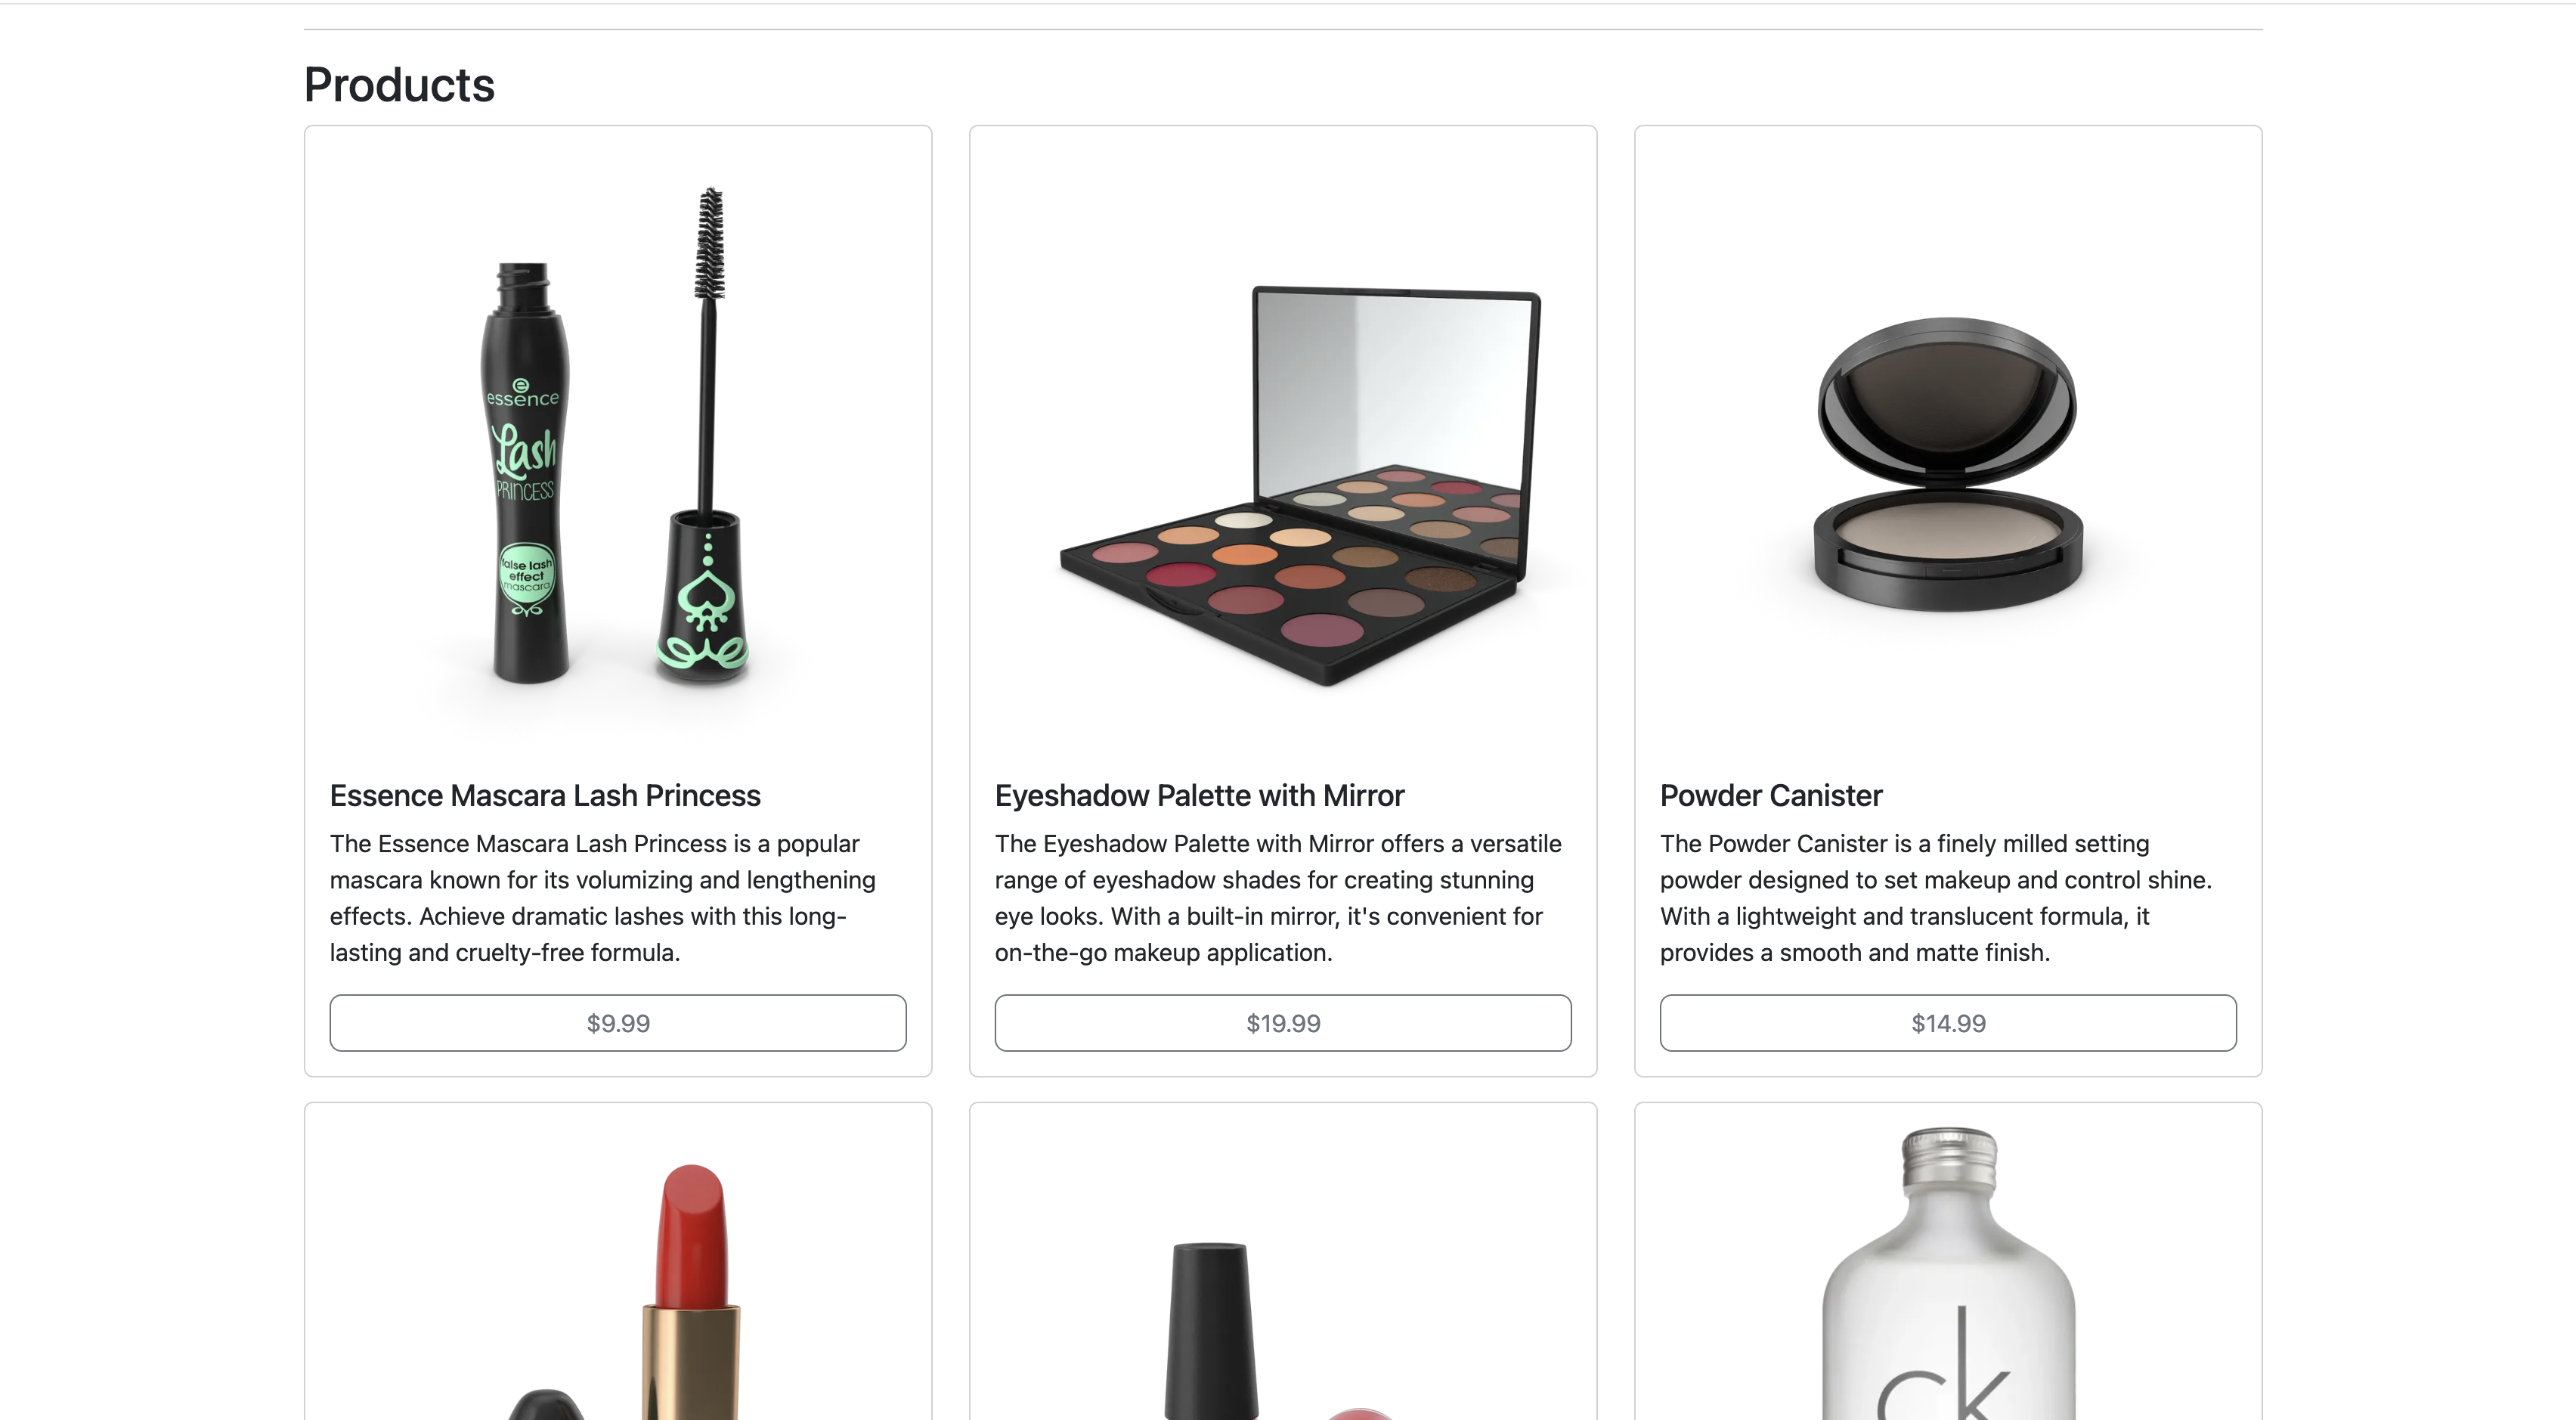 Products
essence
Lash
PRINCESS
false lash
effect
mascara
Essence Mascara Lash Princess
The Essence Mascara Lash Princess is a popular
mascara known for its volumizing and lengthening
effects. Achieve dramatic lashes with this long-
lasting and cruelty-free formula.
$9.99
Eyeshadow Palette with Mirror
The Eyeshadow Palette with Mirror offers a versatile
range of eyeshadow shades for creating stunning
eye looks. With a built-in mirror, it's convenient for
on-the-go makeup application.
$19.99
Powder Canister
The Powder Canister is a finely milled setting
powder designed to set makeup and control shine.
With a lightweight and translucent formula, it
provides a smooth and matte finish.
$14.99
ck